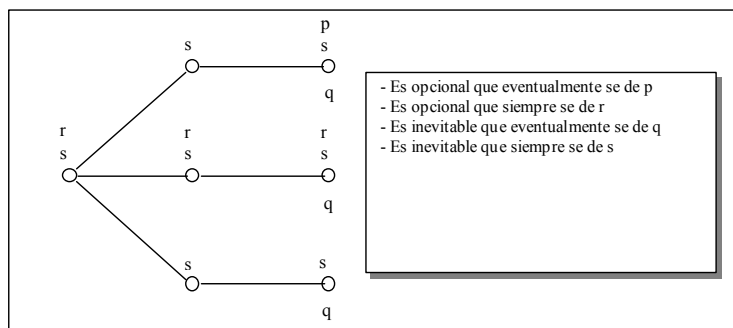 p
s s
q
r r r
s s s
q
s s
q
- Es opcional que eventualmente se de p
- Es opcional que siempre se de r
- Es inevitable que eventualmente se de q
- Es inevitable que siempre se de s